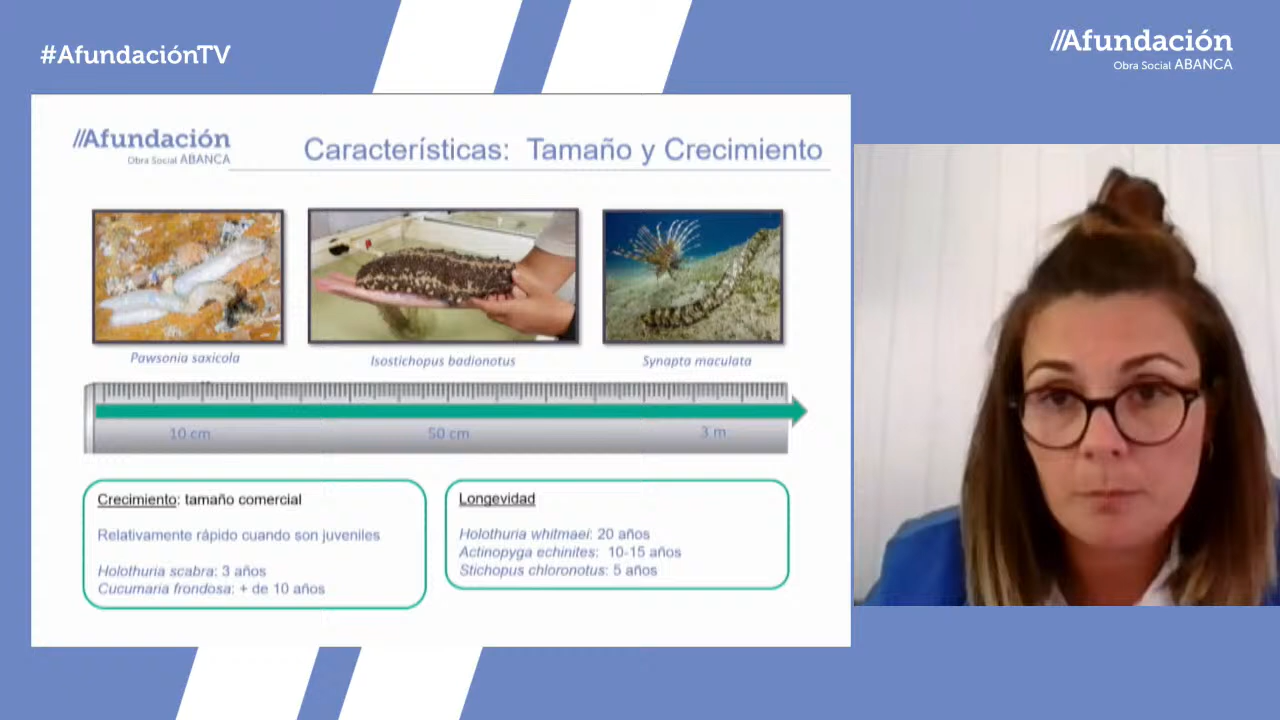 #AfundaciónTV
//Afundación
Obra Social ABANCA
//Afundación
Obra Social ABANCA
Características: Tamaño y Crecimiento
Pawsonia saxicola
Isostichopus badionotus
Synapta maculata
10 cm
50 cm
3 m
Crecimiento: tamaño comercial
Relativamente rápido cuando son juveniles
Holothuria scabra: 3 años
Cucumaria frondosa: + de 10 años
Longevidad
Holothuria whitmaei: 20 años
Actinopyga echinites: 10-15 años
Stichopus chloronotus: 5 años